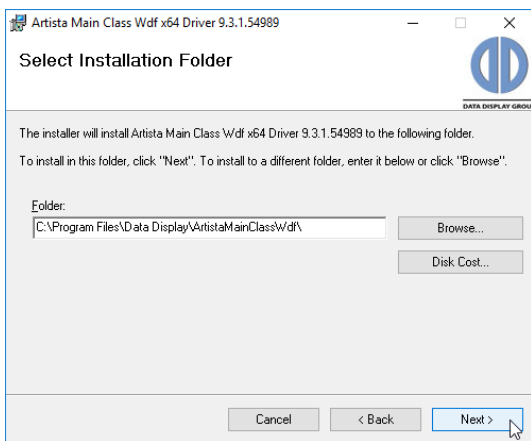 Artista Main Class Wdf x64 Driver 9.3.1.54989
Select Installation Folder
DATA DISPLAY GROU
The installer will install Artista Main Class Wdf x64 Driver 9.3.1.54989 to the following folder.
To install in this folder, click "Next". To install to a different folder, enter it below or click "Browse".
Folder:
C:\Program Files\Data Display\ArtistaMainClassWdf\
Browse...
Disk Cost...
Cancel
< Back
Next >